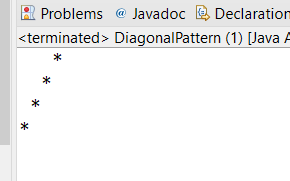 Problems @ Javadoc Declaration
<terminated> DiagonalPattern (1) [Java A
   *
  *
 *
*